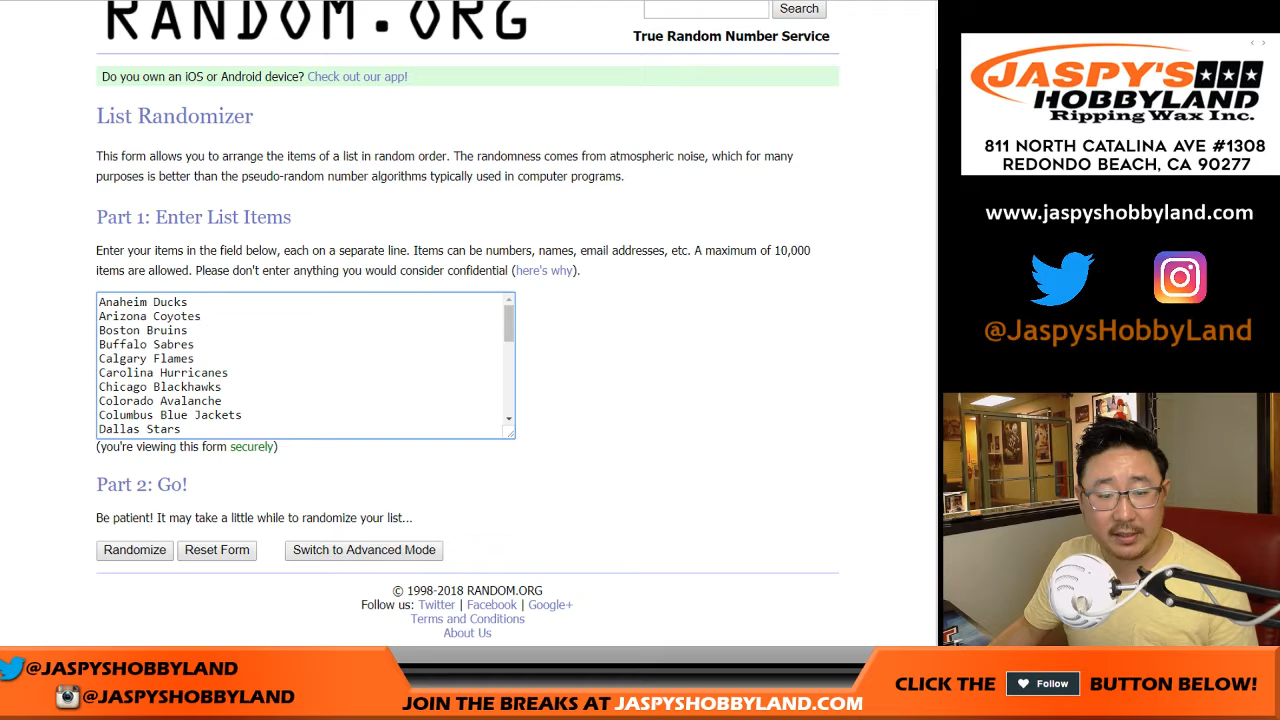 RANDOM.ORG
Search
True Random Number Service
Do you own an iOS or Android device? Check out our app!
List Randomizer
This form allows you to arrange the items of a list in random order. The randomness comes from atmospheric noise, which for many
purposes is better than the pseudo-random number algorithms typically used in computer programs.
Part 1: Enter List Items
Enter your items in the field below, each on a separate line. Items can be numbers, names, email addresses, etc. A maximum of 10,000
items are allowed. Please don't enter anything you would consider confidential (here's why).
Anaheim Ducks
Arizona Coyotes
Boston Bruins
Buffalo Sabres
Calgary Flames
Carolina Hurricanes
Chicago Blackhawks
Colorado Avalanche
Columbus Blue Jackets
Dallas Stars
(you're viewing this form securely)
Part 2: Go!
Be patient! It may take a little while to randomize your list...
Randomize
Reset Form
Switch to Advanced Mode
© 1998-2018 RANDOM.ORG
Follow us: Twitter | Facebook | Google+
Terms and Conditions
About Us
JASPY'S
HOBBYLAND
Ripping Wax Inc.
811 NORTH CATALINA AVE #1308
REDONDO BEACH, CA 90277
www.jaspyshobbyland.com
@JaspysHobbyLand
@JASPYSHOBBYLAND
@JASPYSHOBBYLAND
JOIN THE BREAKS AT JASPYSHOBBYLAND.COM
CLICK THE Follow BUTTON BELOW!